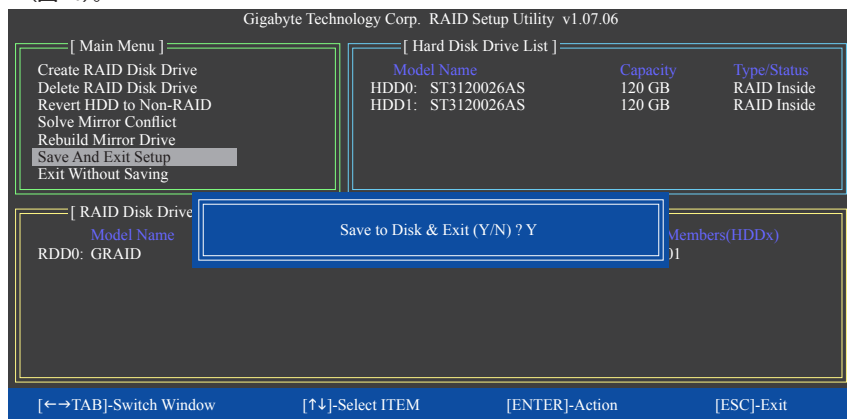 Gigabyte Technology Corp. RAID Setup Utility v1.07.06
[ Main Menu ]
Create RAID Disk Drive
Delete RAID Disk Drive
Revert HDD to Non-RAID
Solve Mirror Conflict
Rebuild Mirror Drive
Save And Exit Setup
Exit Without Saving
[ Hard Disk Drive List ]
Model Name Capacity Type/Status
HDD0: ST3120026AS 120 GB RAID Inside
HDD1: ST3120026AS 120 GB RAID Inside
[ RAID Disk Drive
Model Name Members(HDDx)
RDD0: GRAID 01
Save to Disk & Exit (Y/N) ? Y
[←→TAB]-Switch Window [↑↓]-Select ITEM [ENTER]-Action [ESC]-Exit